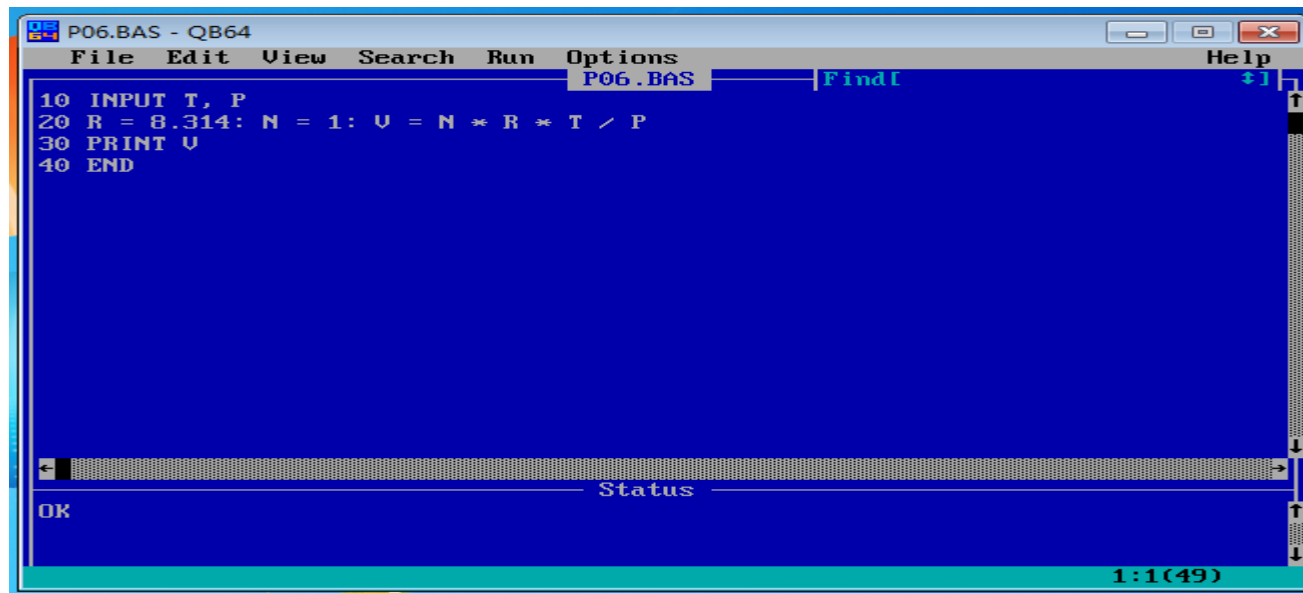 P06.BAS - QB64
File Edit View Search Run Options Help
P06.BAS Find[ ↕]
10 INPUT T, P
20 R = 8.314: N = 1: V = N * R * T / P
30 PRINT V
40 END
Status
OK
1:1(49)